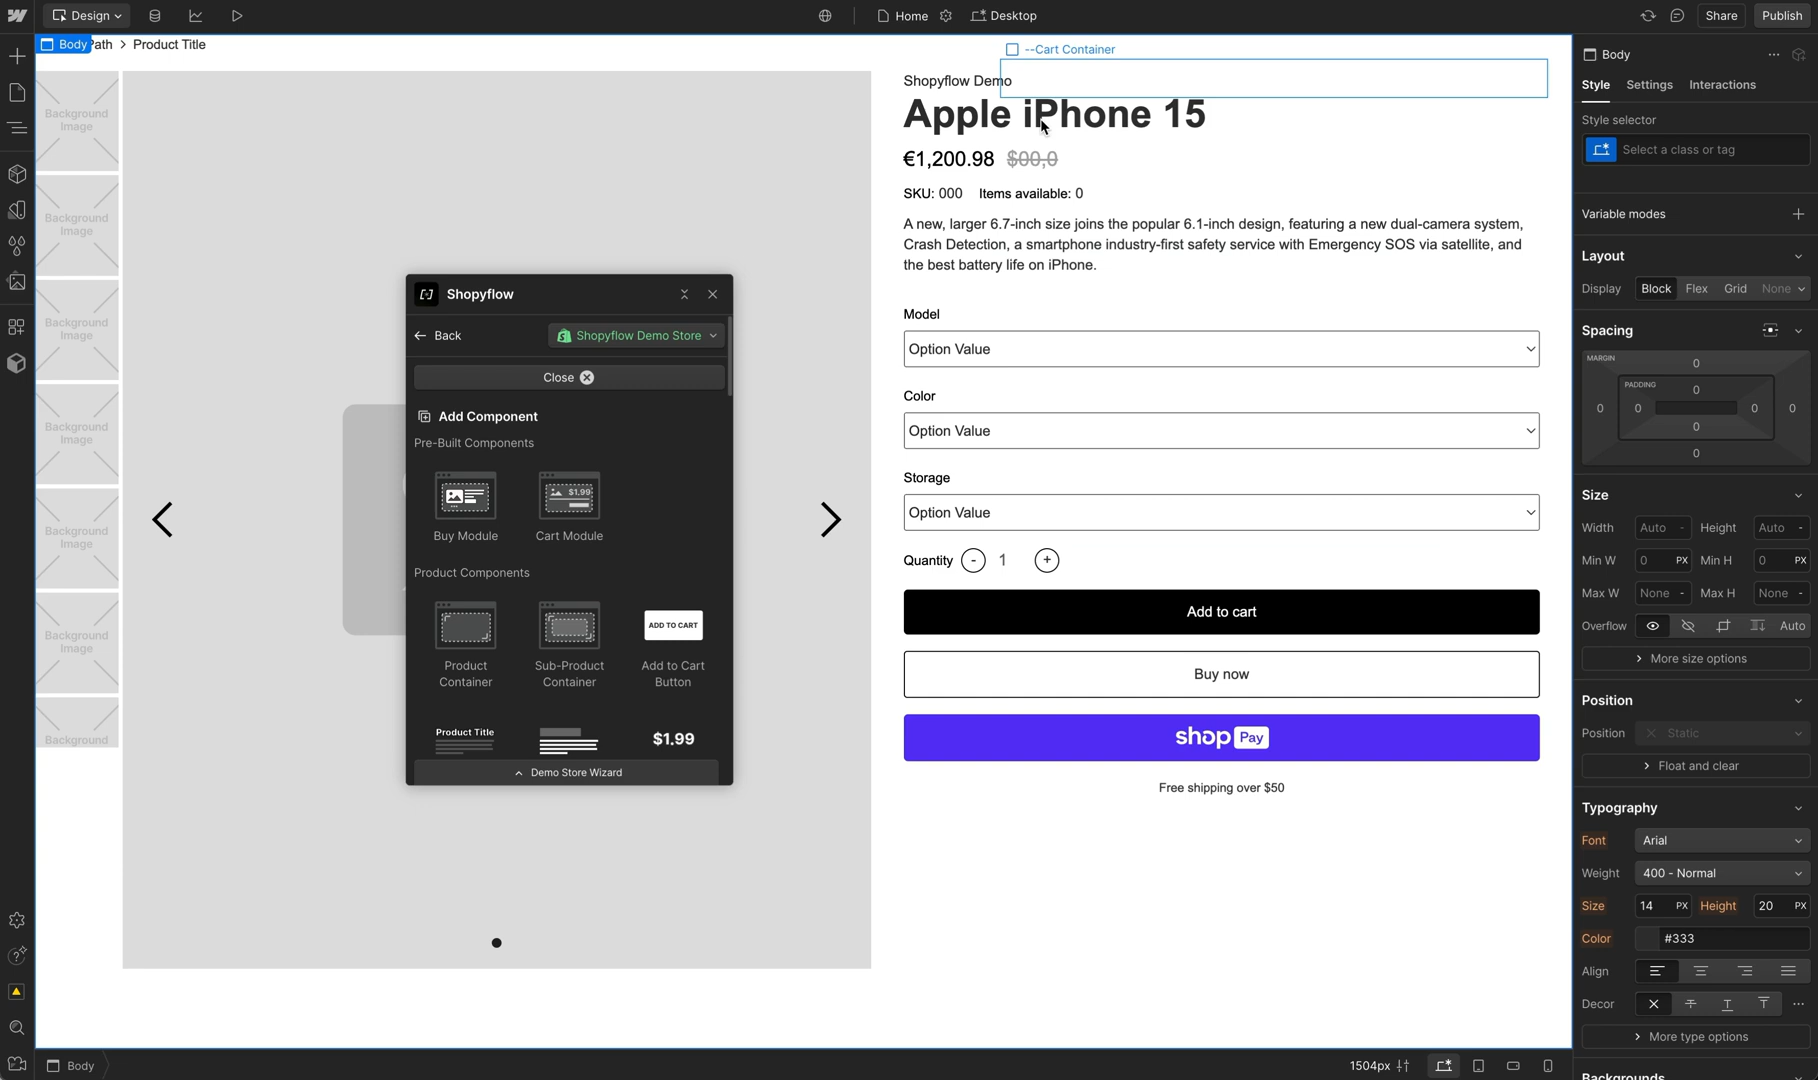 Design
Home
Desktop
Share
Publish
Body
Path > Product Title
--Cart Container
Shopyflow Demo
Apple iPhone 15
€1,200.98 $00,0
SKU: 000 Items available: 0
A new, larger 6.7-inch size joins the popular 6.1-inch design, featuring a new dual-camera system,
Crash Detection, a smartphone industry-first safety service with Emergency SOS via satellite, and
the best battery life on iPhone.
Model
Option Value
Color
Option Value
Storage
Option Value
Quantity - 1 +
Add to cart
Buy now
shop Pay
Free shipping over $50
Background
Image
Background
Image
Background
Image
Background
Image
Background
Image
Background
Image
Background
Shopyflow
Back
Shopyflow Demo Store
Close
Add Component
Pre-Built Components
$1.99
Buy Module
Cart Module
Product Components
ADD TO CART
Product
Container
Sub-Product
Container
Add to Cart
Button
Product Title
$1.99
Demo Store Wizard
Body
Style Settings Interactions
Style selector
Select a class or tag
Variable modes
Layout
Display Block Flex Grid None
Spacing
MARGIN
0
PADDING
0
0 0 0 0
0
0
Size
Width Auto - Height Auto -
Min W 0 PX Min H 0 PX
Max W None - Max H None -
Overflow Auto
More size options
Position
Position Static
Float and clear
Typography
Font Arial
Weight 400 - Normal
Size 14 PX Height 20 PX
Color #333
Align
Decor
More type options
Backgrounds
Body
1504px